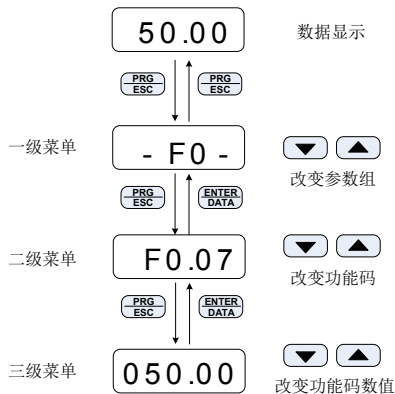 50.00
数据显示
PRG
ESC
PRG
ESC
一级菜单
- F0 -
改变参数组
PRG
ESC
ENTER
DATA
二级菜单
F0.07
改变功能码
PRG
ESC
ENTER
DATA
三级菜单
050.00
改变功能码数值